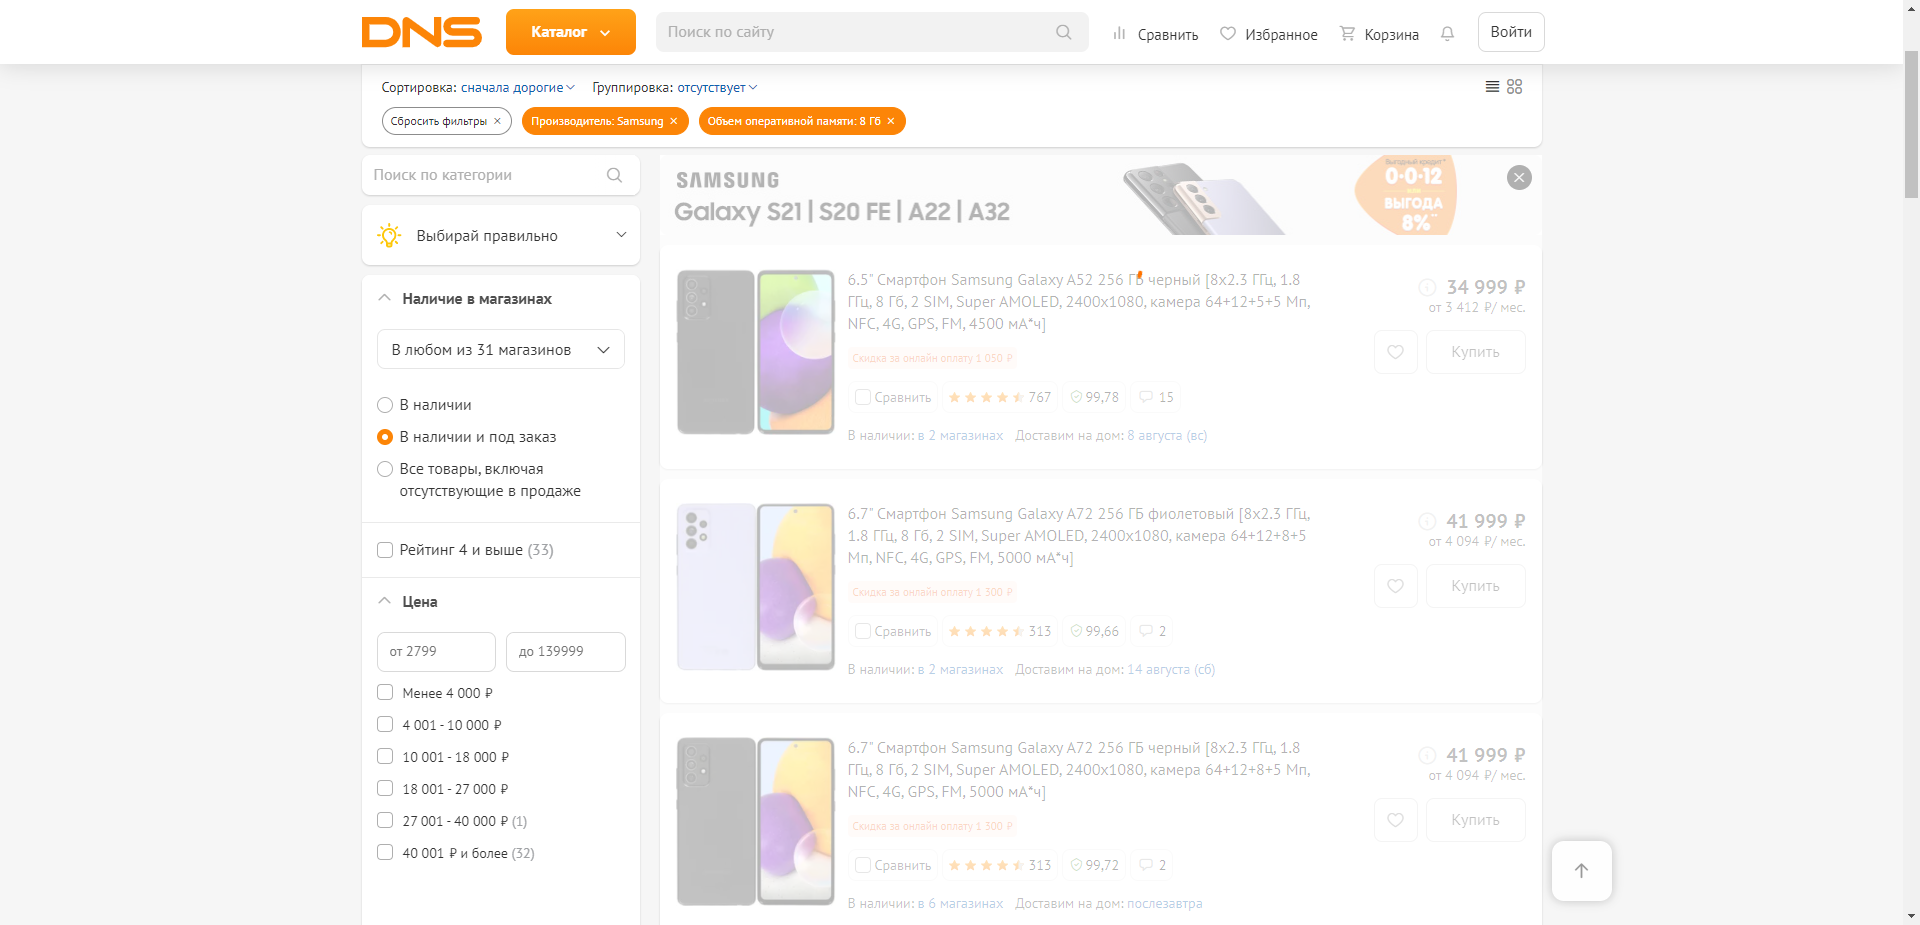 DNS
Каталог
Поиск по сайту
Сравнить
Избранное
Корзина
Войти
Сортировка: сначала дорогие
Группировка: отсутствует
Сбросить фильтры ×
Производитель: Samsung ×
Объем оперативной памяти: 8 Гб ×
Поиск по категории
Выбирай правильно
Наличие в магазинах
В любом из 31 магазинов
В наличии
В наличии и под заказ
Все товары, включая
отсутствующие в продаже
Рейтинг 4 и выше (33)
Цена
от 2799
до 139999
Менее 4 000 ₽
4 001 - 10 000 ₽
10 001 - 18 000 ₽
18 001 - 27 000 ₽
27 001 - 40 000 ₽ (1)
40 001 ₽ и более (32)
SAMSUNG
Galaxy S21 | S20 FE | A22 | A32
Выгодный кредит*
0·0·12
или
ВЫГОДА
8%**
6.5" Смартфон Samsung Galaxy A52 256 ГБ черный [8x2.3 ГГц, 1.8
ГГц, 8 Гб, 2 SIM, Super AMOLED, 2400x1080, камера 64+12+5+5 Мп,
NFC, 4G, GPS, FM, 4500 мА*ч]
Скидка за онлайн оплату 1 050 ₽
Сравнить
767
99,78
15
В наличии: в 2 магазинах
Доставим на дом: 8 августа (вс)
34 999 ₽
от 3 412 ₽/ мес.
Купить
6.7" Смартфон Samsung Galaxy A72 256 ГБ фиолетовый [8x2.3 ГГц,
1.8 ГГц, 8 Гб, 2 SIM, Super AMOLED, 2400x1080, камера 64+12+8+5
Мп, NFC, 4G, GPS, FM, 5000 мА*ч]
Скидка за онлайн оплату 1 300 ₽
Сравнить
313
99,66
2
В наличии: в 2 магазинах
Доставим на дом: 14 августа (сб)
41 999 ₽
от 4 094 ₽/ мес.
Купить
6.7" Смартфон Samsung Galaxy A72 256 ГБ черный [8x2.3 ГГц, 1.8
ГГц, 8 Гб, 2 SIM, Super AMOLED, 2400x1080, камера 64+12+8+5 Мп,
NFC, 4G, GPS, FM, 5000 мА*ч]
Скидка за онлайн оплату 1 300 ₽
Сравнить
313
99,72
2
В наличии: в 6 магазинах
Доставим на дом: послезавтра
41 999 ₽
от 4 094 ₽/ мес.
Купить